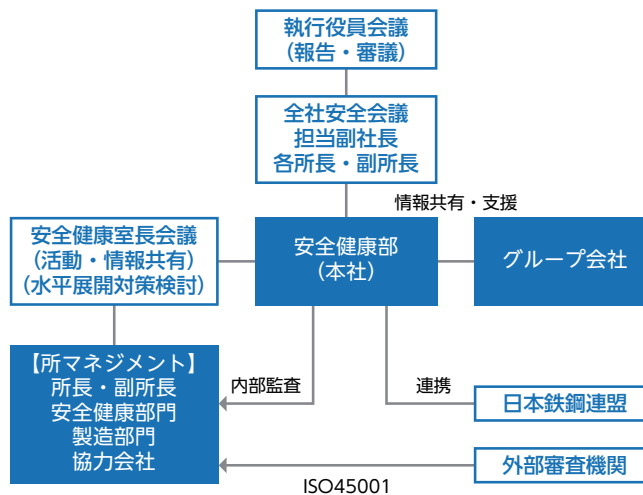 執行役員会議
(報告・審議)
全社安全会議
担当副社長
各所長・副所長
情報共有・支援
安全健康室長会議
(活動・情報共有)
(水平展開対策検討)
安全健康部
(本社)
グループ会社
【所マネジメント】
所長・副所長
安全健康部門
製造部門
協力会社
内部監査
連携
日本鉄鋼連盟
外部審査機関
ISO45001